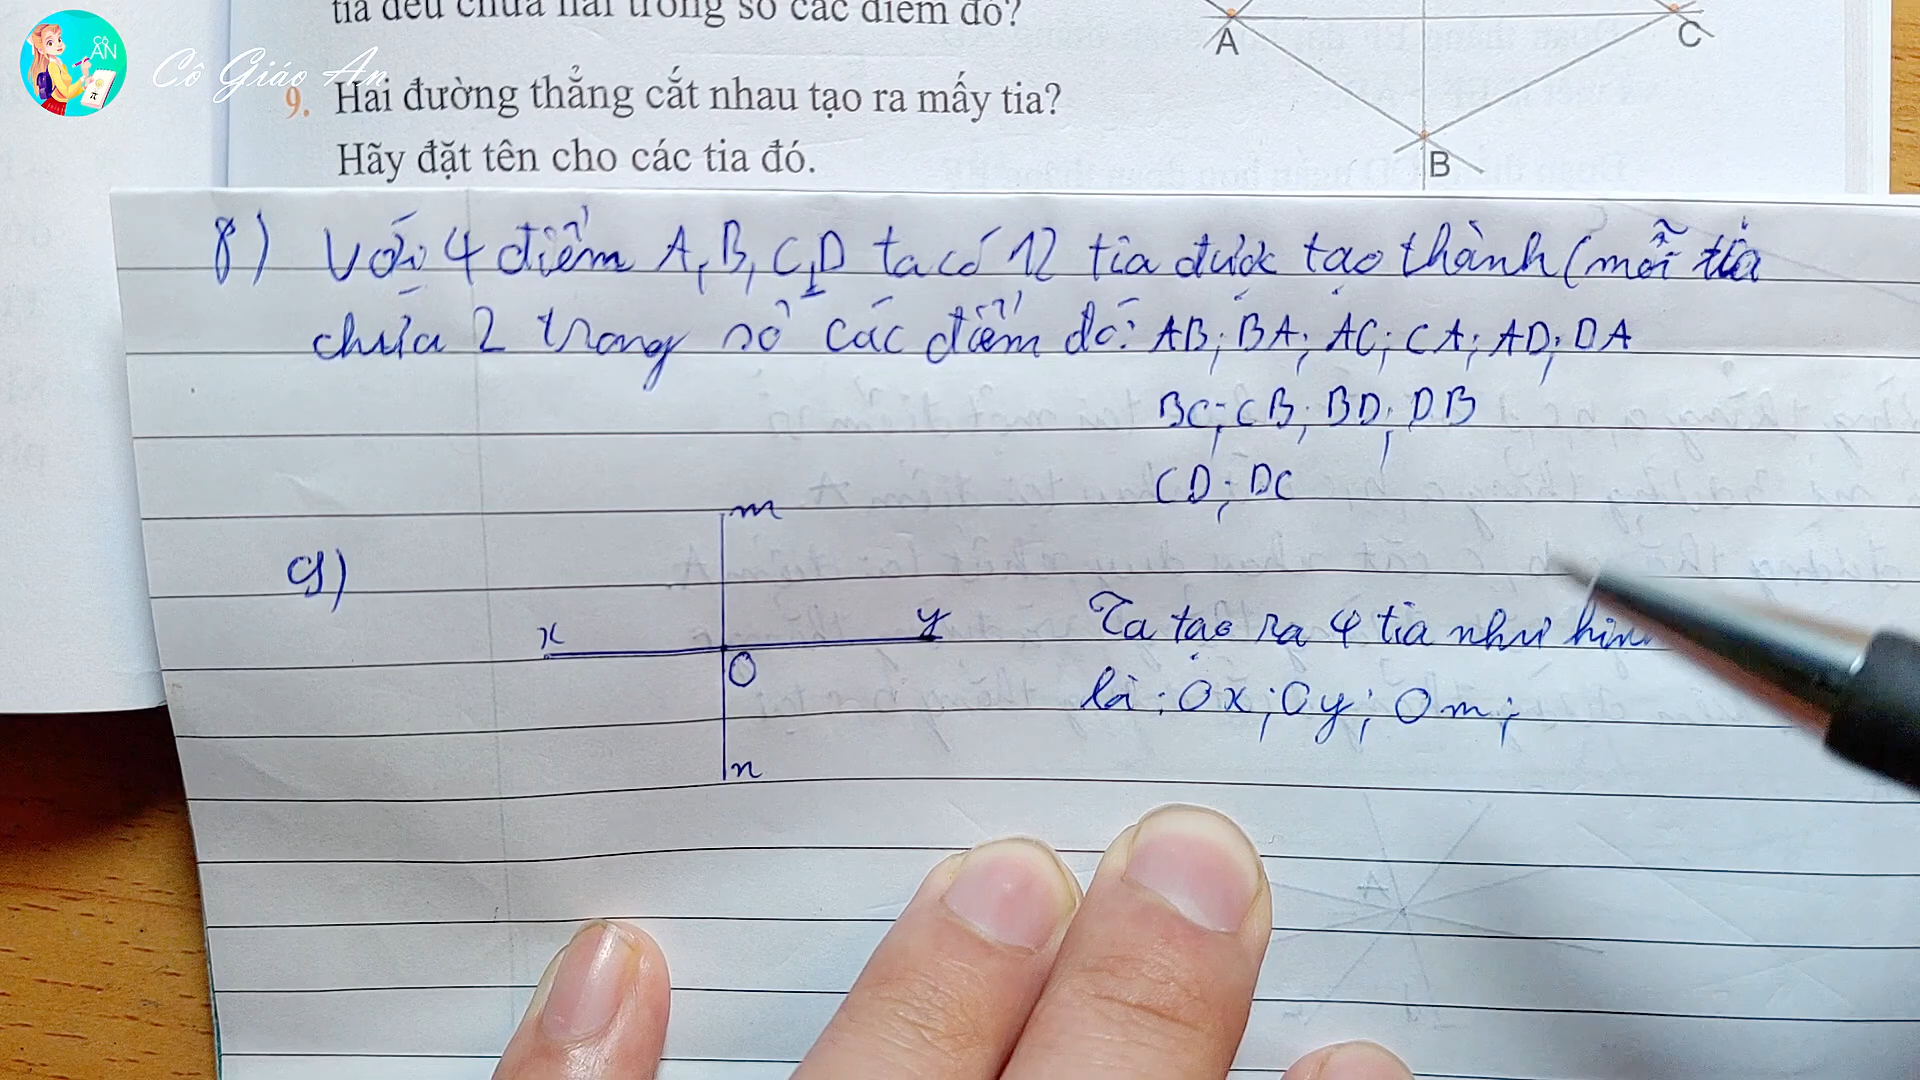 tia đều chứa hai trong số các điểm đó?
Cô Giáo An
CÔ
AN
A
C
B
9. Hai đường thẳng cắt nhau tạo ra mấy tia?
Hãy đặt tên cho các tia đó.
8) Với 4 điểm A, B, C, D ta có 12 tia được tạo thành (mỗi tia
chứa 2 trong số các điểm đó: AB; BA; AC; CA; AD; DA
BC; CB; BD; DB
CD; DC
9)
m
x
y
O
n
Ta tạo ra 4 tia như hìn
là: Ox; Oy; Om;